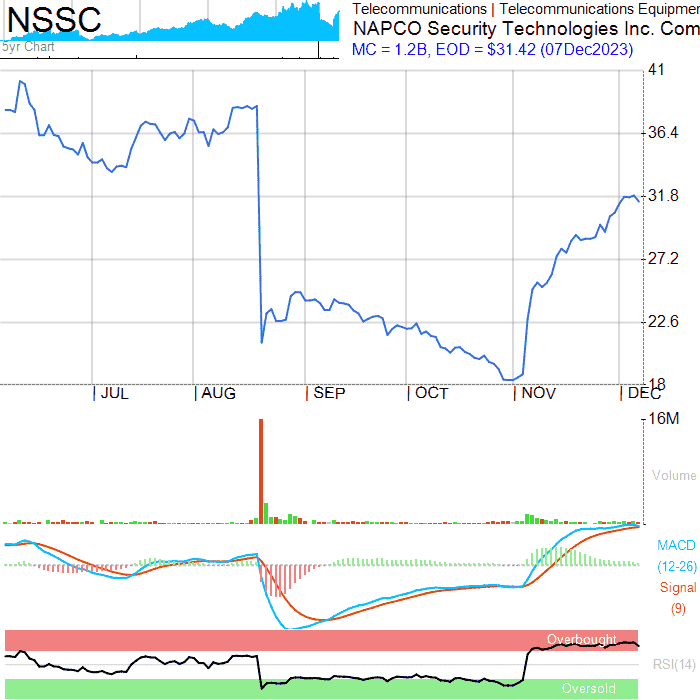 NSSC
5yr Chart
Telecommunications | Telecommunications Equipmen
NAPCO Security Technologies Inc. Com
MC = 1.2B, EOD = $31.42 (07Dec2023)
41
36.4
31.8
27.2
22.6
18
JUL AUG SEP OCT NOV DEC
16M
Volume
MACD
(12-26)
Signal
(9)
Overbought
RSI(14)
Oversold